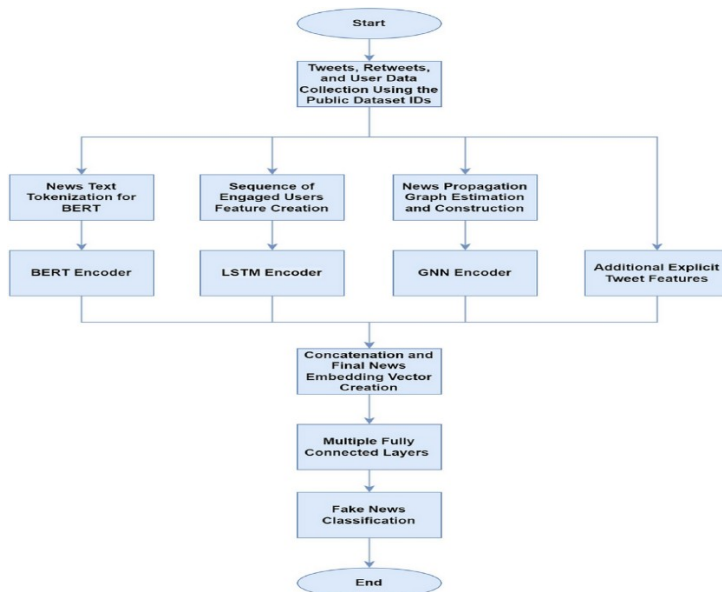 Start
Tweets, Retweets,
and User Data
Collection Using the
Public Dataset IDs
News Text
Tokenization for
BERT
Sequence of
Engaged Users
Feature Creation
News Propagation
Graph Estimation
and Construction
BERT Encoder
LSTM Encoder
GNN Encoder
Additional Explicit
Tweet Features
Concatenation and
Final News
Embedding Vector
Creation
Multiple Fully
Connected Layers
Fake News
Classification
End